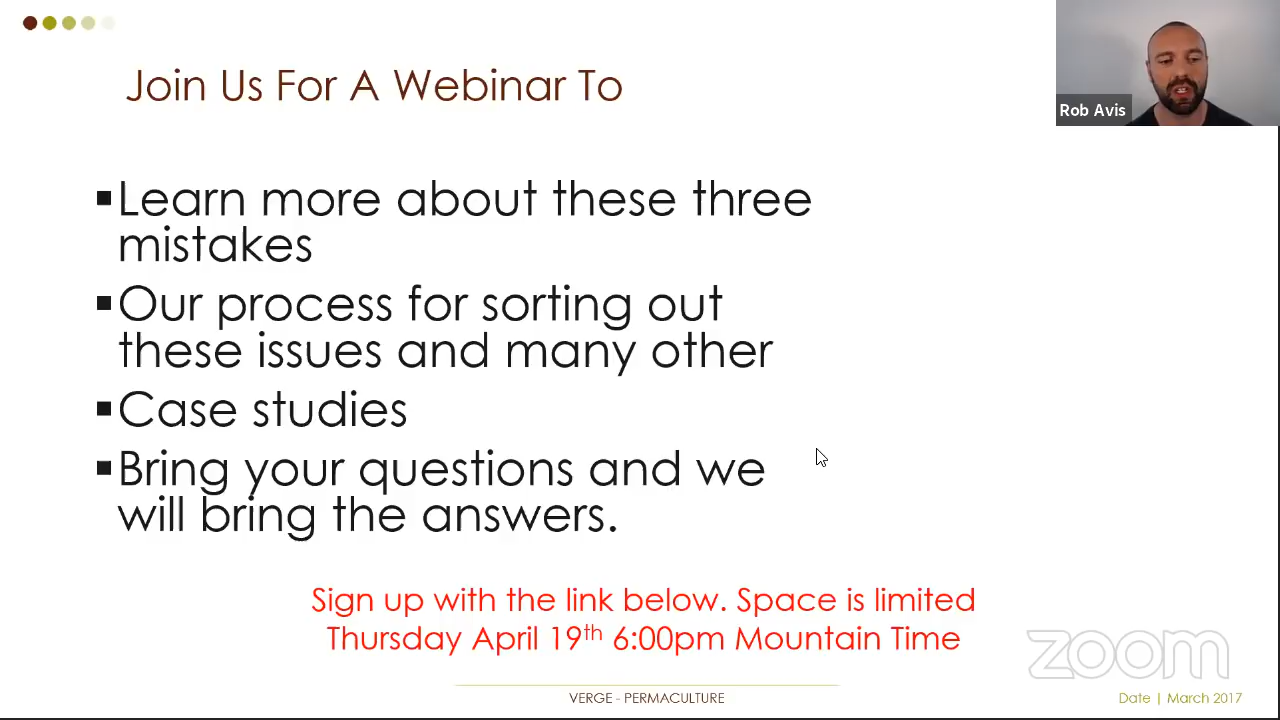 Join Us For A Webinar To
Rob Avis
▪Learn more about these three
mistakes
▪Our process for sorting out
these issues and many other
▪Case studies
▪Bring your questions and we
will bring the answers.
Sign up with the link below. Space is limited
Thursday April 19th 6:00pm Mountain Time
zoom
VERGE - PERMACULTURE
Date | March 2017